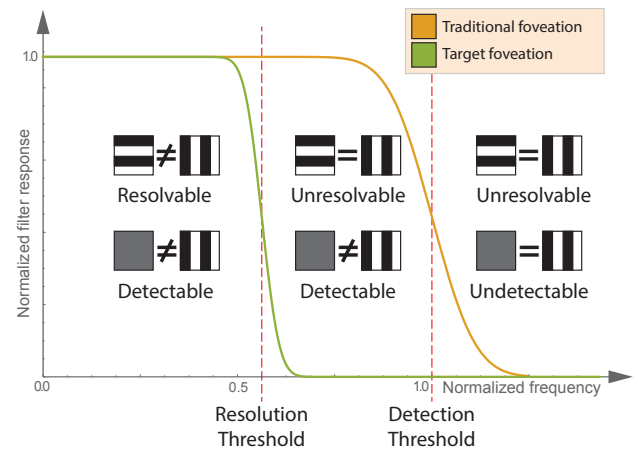 Traditional foveation
Target foveation
1.0
Normalized filter response
≠ = =
Resolvable Unresolvable Unresolvable
≠ ≠ =
Detectable Detectable Undetectable
0.0 0.5 1.0 Normalized frequency
Resolution Detection
Threshold Threshold